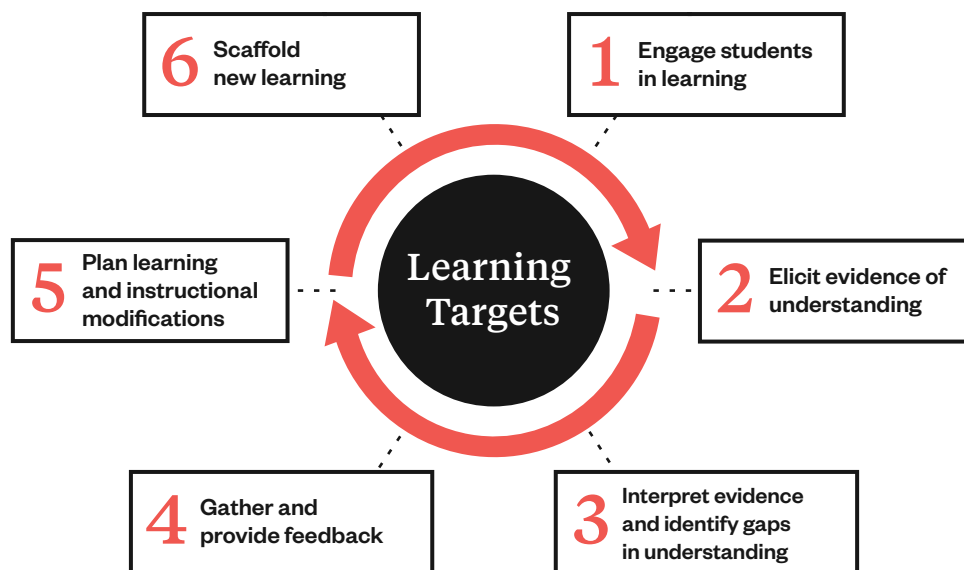 1 Engage students
in learning
2 Elicit evidence of
understanding
3 Interpret evidence
and identify gaps
in understanding
4 Gather and
provide feedback
5 Plan learning
and instructional
modifications
6 Scaffold
new learning
Learning
Targets